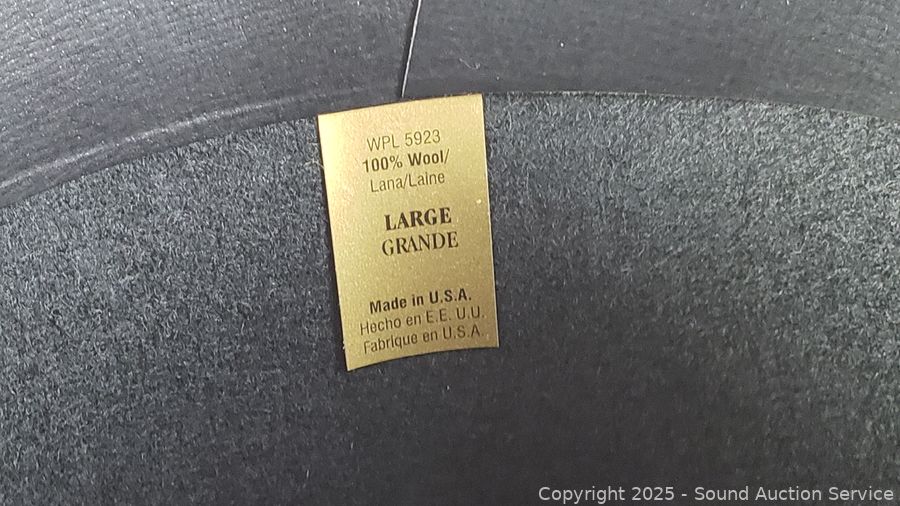 WPL 5923
100% Wool/
Lana/Laine
LARGE
GRANDE
Made in U.S.A.
Hecho en E.E. U.U.
Fabrique en U.S.A.
Copyright © 2025 - Sound Auction Service